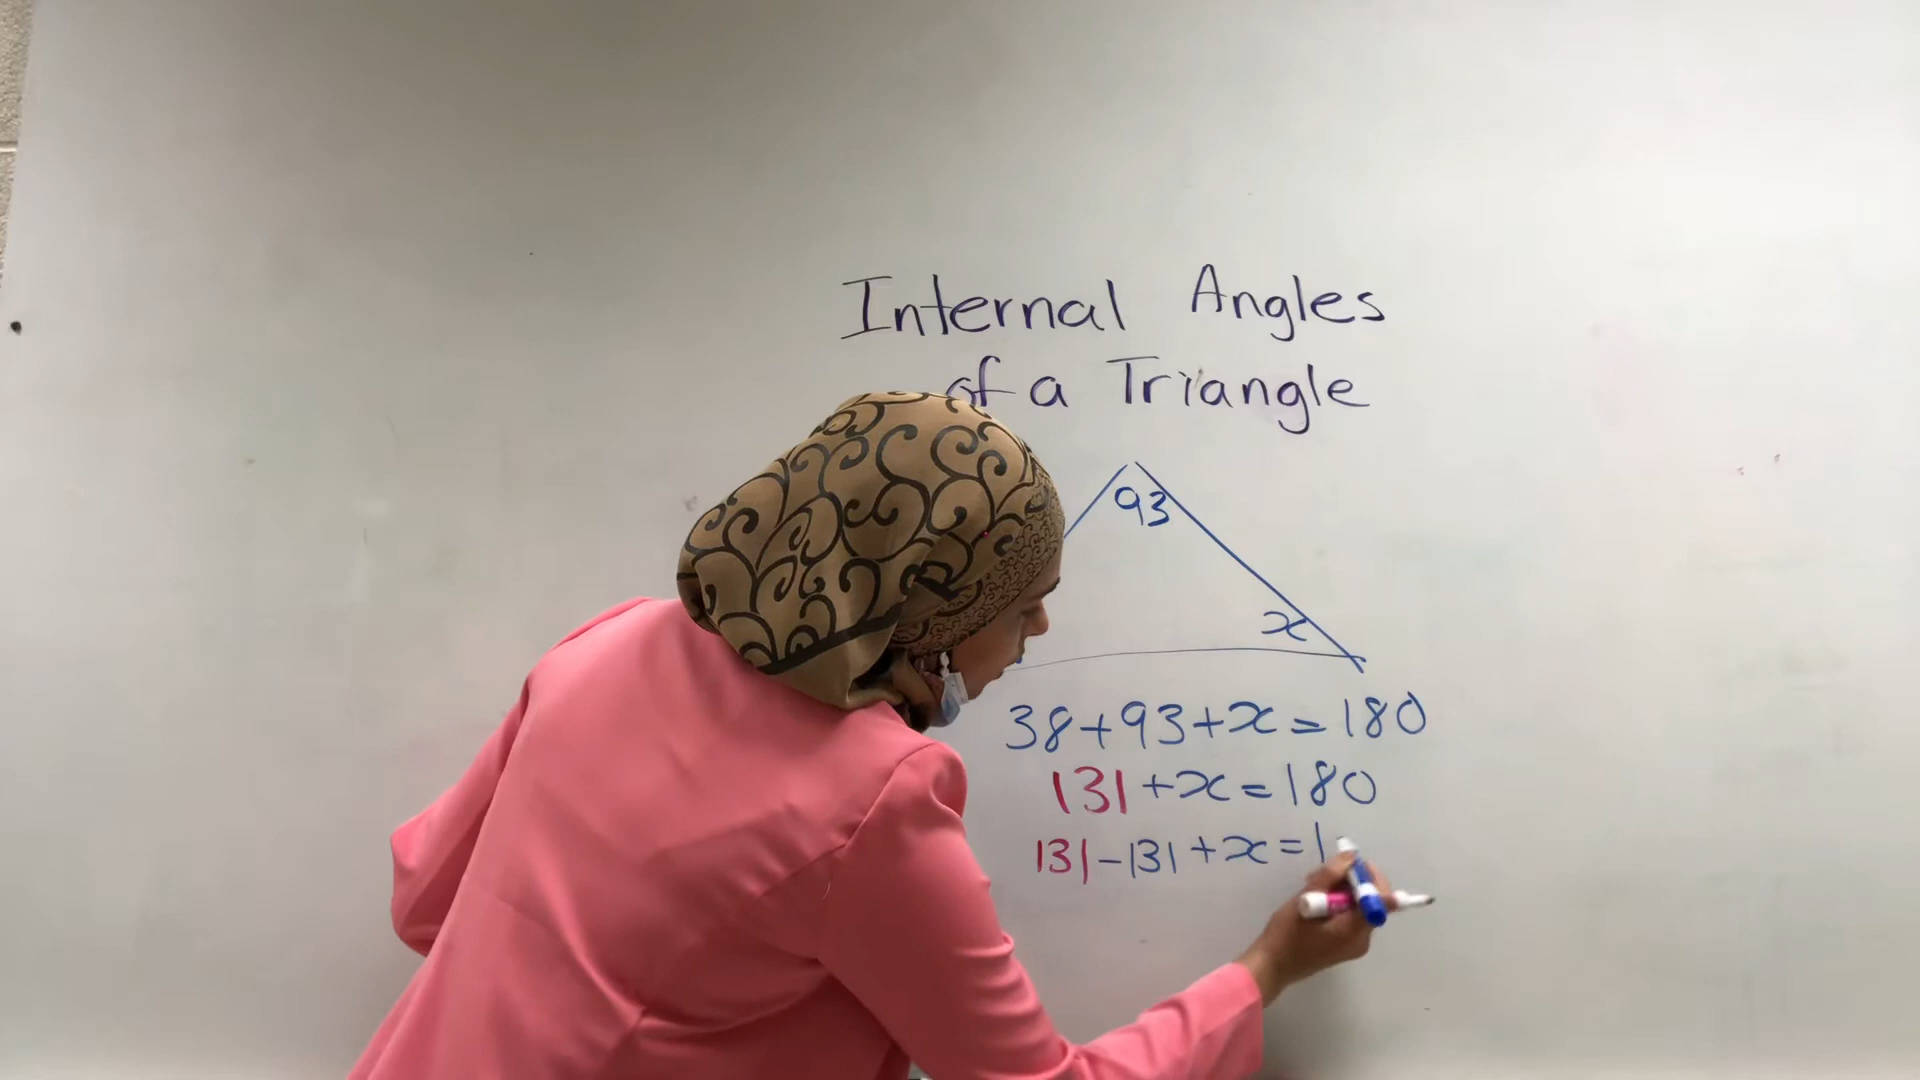 Internal Angles
of a Triangle
93
x
38+93+x=180
131+x=180
131-131+x=1